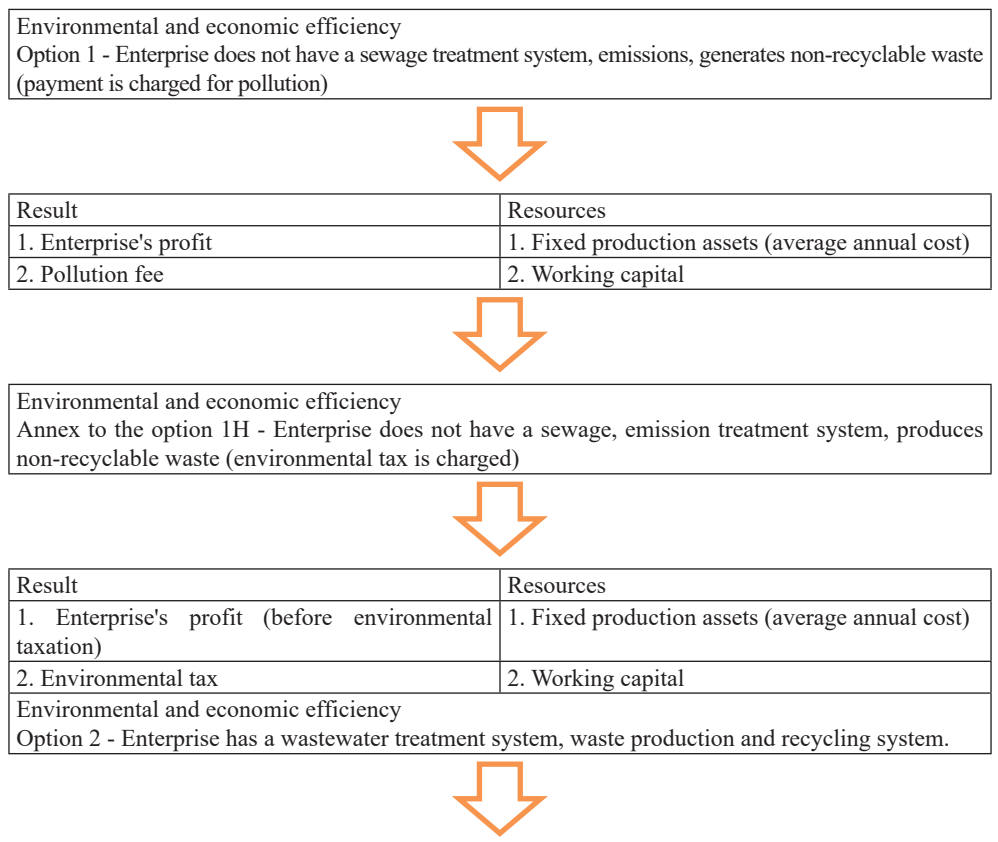 Environmental and economic efficiency
Option 1 - Enterprise does not have a sewage treatment system, emissions, generates non-recyclable waste
(payment is charged for pollution)
Result
Resources
1. Enterprise's profit
1. Fixed production assets (average annual cost)
2. Pollution fee
2. Working capital
Environmental and economic efficiency
Annex to the option 1H - Enterprise does not have a sewage, emission treatment system, produces
non-recyclable waste (environmental tax is charged)
Result
Resources
1. Enterprise's profit (before environmental
taxation)
1. Fixed production assets (average annual cost)
2. Environmental tax
2. Working capital
Environmental and economic efficiency
Option 2 - Enterprise has a wastewater treatment system, waste production and recycling system.